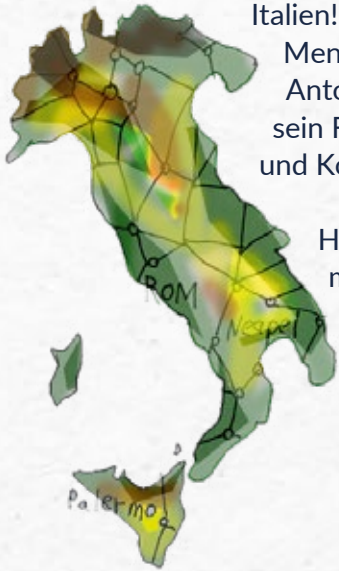 Italien!
Men
Anto
sein F
und Ko
H
n
ROM
Neapel
Palermo